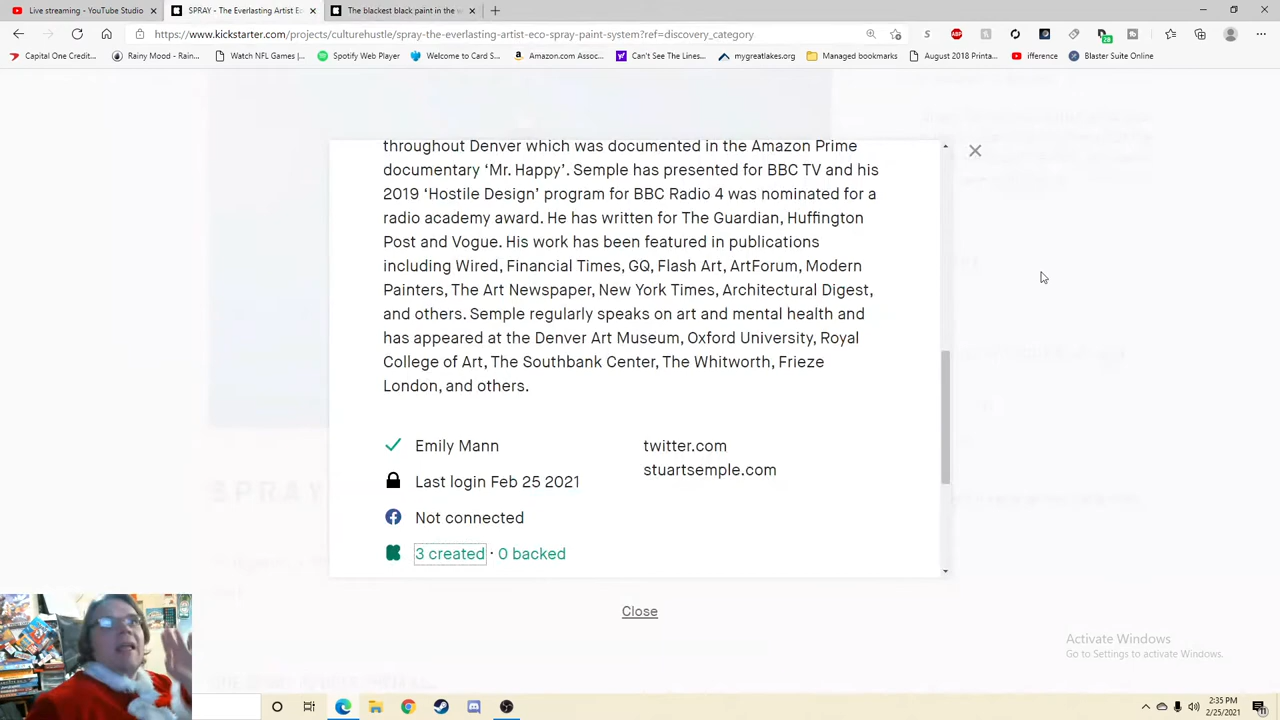 Live streaming - YouTube Studio
SPRAY - The Everlasting Artist Ec
The blackest black paint in the w
https://www.kickstarter.com/projects/culturehustle/spray-the-everlasting-artist-eco-spray-paint-system?ref=discovery_category
Capital One Credit...
Rainy Mood - Rain...
Watch NFL Games |...
Spotify Web Player
Welcome to Card S...
Amazon.com Assoc...
Can't See The Lines...
mygreatlakes.org
Managed bookmarks
August 2018 Printa...
ifference
Blaster Suite Online
throughout Denver which was documented in the Amazon Prime
documentary ‘Mr. Happy’. Semple has presented for BBC TV and his
2019 ‘Hostile Design’ program for BBC Radio 4 was nominated for a
radio academy award. He has written for The Guardian, Huffington
Post and Vogue. His work has been featured in publications
including Wired, Financial Times, GQ, Flash Art, ArtForum, Modern
Painters, The Art Newspaper, New York Times, Architectural Digest,
and others. Semple regularly speaks on art and mental health and
has appeared at the Denver Art Museum, Oxford University, Royal
College of Art, The Southbank Center, The Whitworth, Frieze
London, and others.
Emily Mann
twitter.com
Last login Feb 25 2021
stuartsemple.com
Not connected
3 created · 0 backed
SPRAY
Close
Activate Windows
Go to Settings to activate Windows.
2:35 PM
2/25/2021